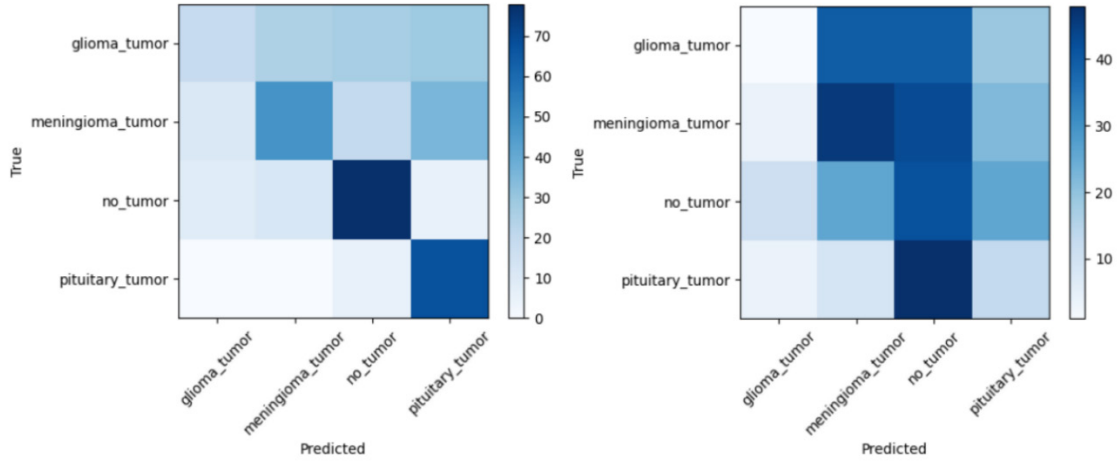 glioma_tumor
meningioma_tumor
no_tumor
pituitary_tumor
True
glioma_tumor
meningioma_tumor
no_tumor
pituitary_tumor
Predicted
70
60
50
40
30
20
10
0
glioma_tumor
meningioma_tumor
no_tumor
pituitary_tumor
True
glioma_tumor
meningioma_tumor
no_tumor
pituitary_tumor
Predicted
40
30
20
10